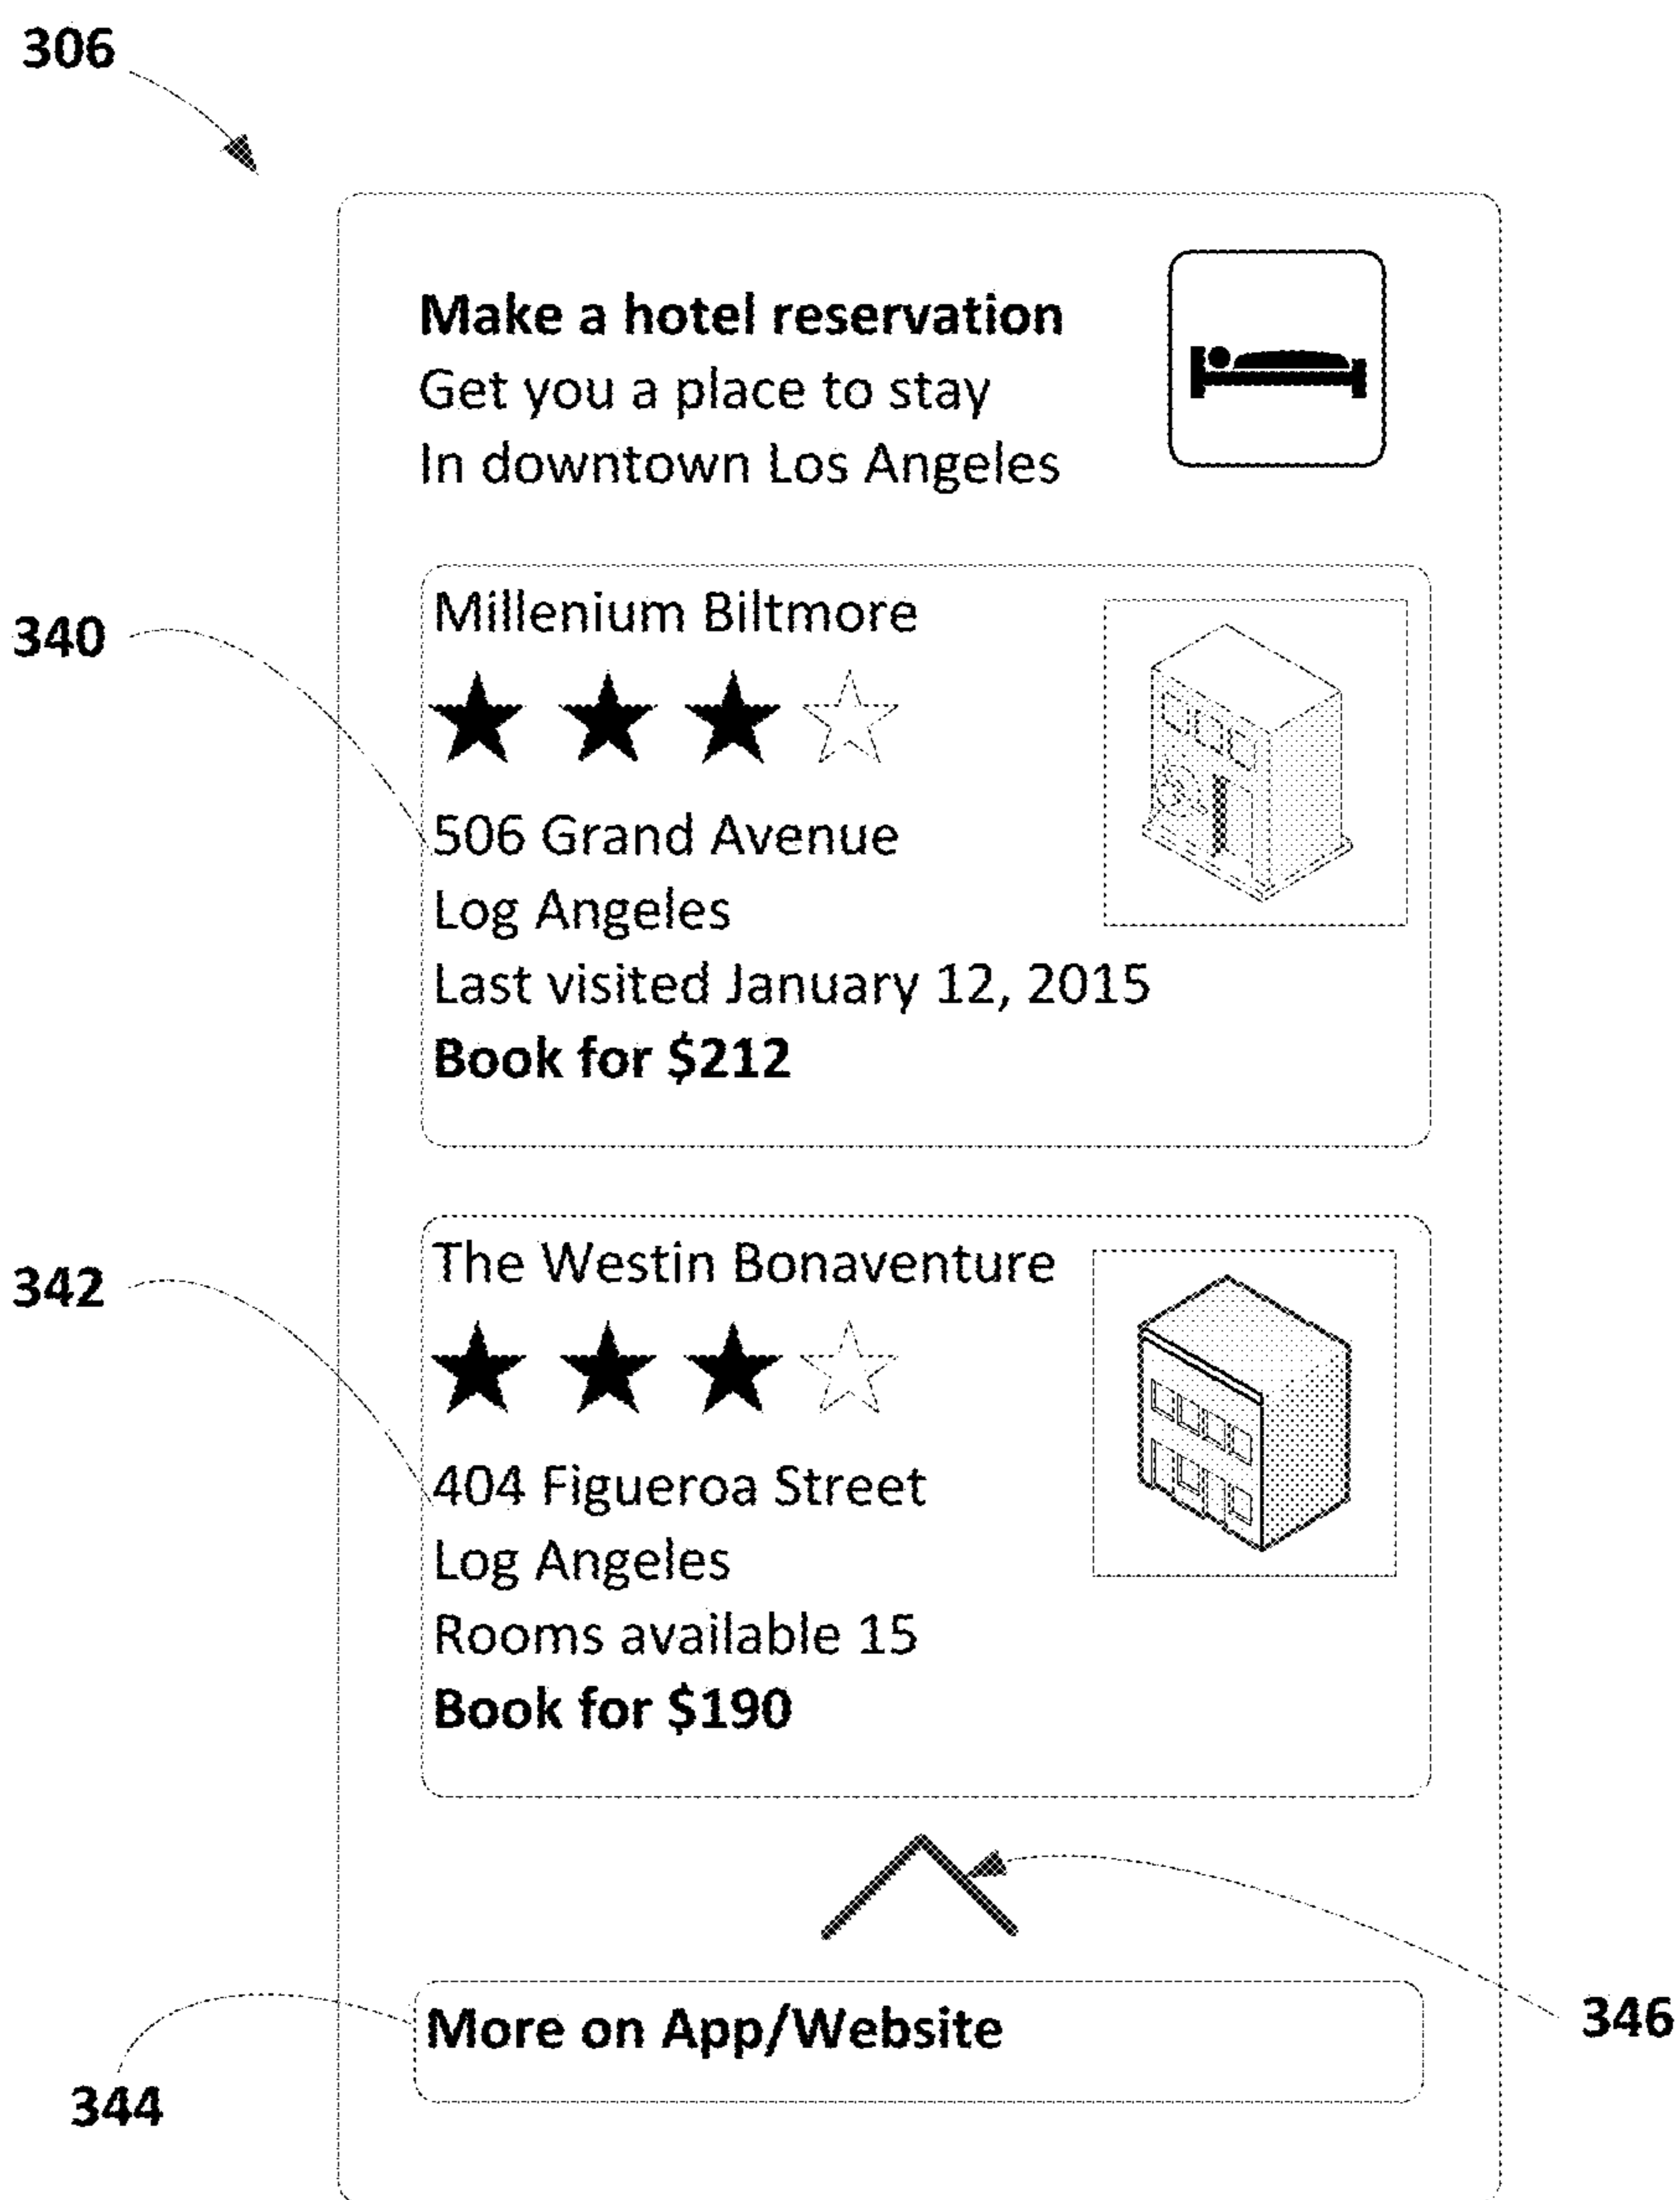 306
Make a hotel reservation
Get you a place to stay
In downtown Los Angeles
340
Millenium Biltmore
506 Grand Avenue
Log Angeles
Last visited January 12, 2015
Book for $212
342
The Westin Bonaventure
404 Figueroa Street
Log Angeles
Rooms available 15
Book for $190
346
More on App/Website
344